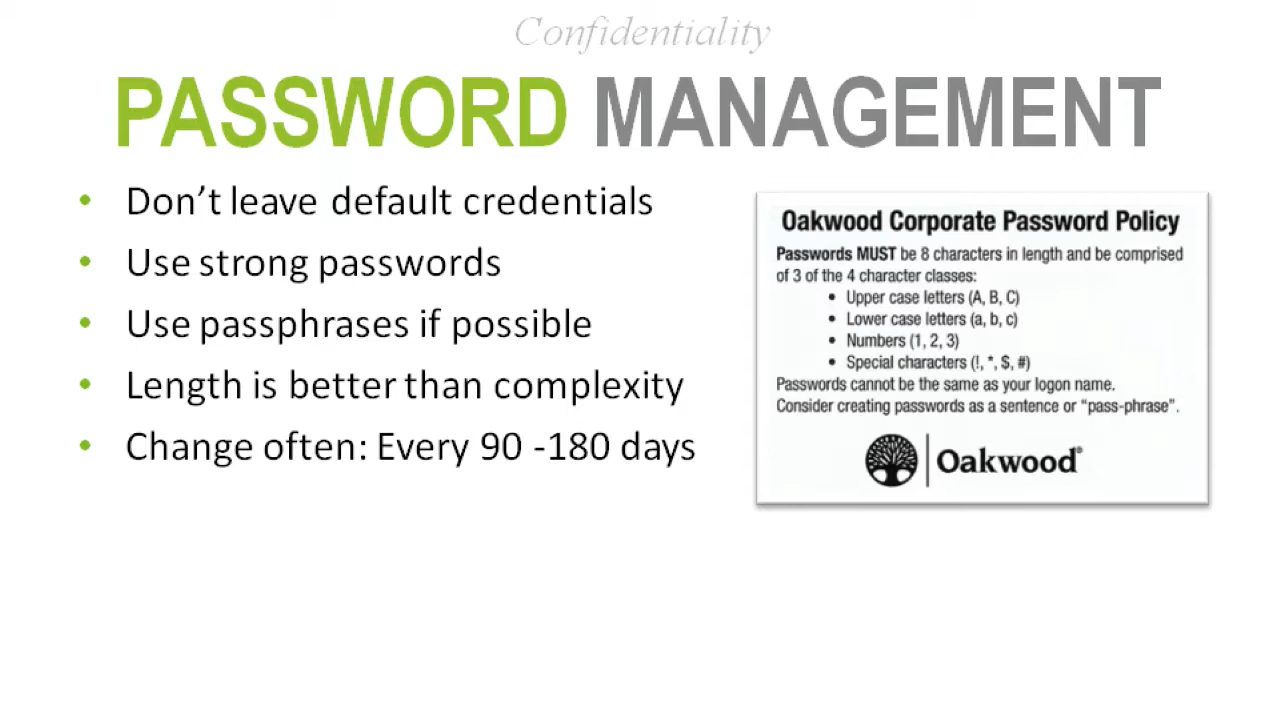 Confidentiality
PASSWORD MANAGEMENT
• Don’t leave default credentials
• Use strong passwords
• Use passphrases if possible
• Length is better than complexity
• Change often: Every 90 -180 days
Oakwood Corporate Password Policy
Passwords MUST be 8 characters in length and be comprised
of 3 of the 4 character classes:
• Upper case letters (A, B, C)
• Lower case letters (a, b, c)
• Numbers (1, 2, 3)
• Special characters (!, *, $, #)
Passwords cannot be the same as your logon name.
Consider creating passwords as a sentence or “pass-phrase”.
Oakwood®